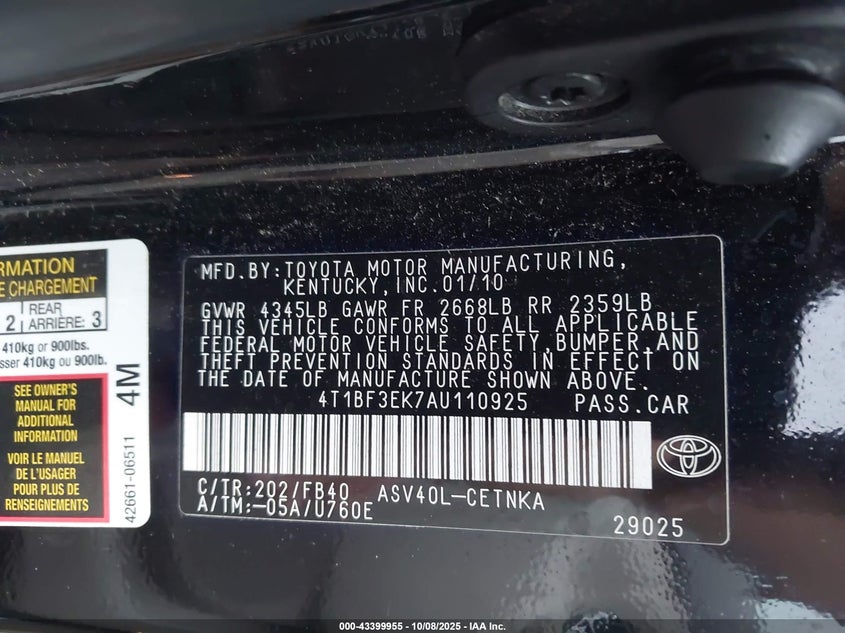 RMATION
E CHARGEMENT
2 REAR ARRIÈRE: 3
410kg or 900lbs.
sser 410kg ou 900lb.
SEE OWNER'S
MANUAL FOR
ADDITIONAL
INFORMATION
VOIR LE MANUEL
DE L'USAGER
POUR PLUS DE
RENSEIGNEMENTS
4M
42661-06511
MFD.BY:TOYOTA MOTOR MANUFACTURING,
KENTUCKY,INC.01/10
GVWR 4345LB GAWR FR 2668LB RR 2359LB
THIS VEHICLE CONFORMS TO ALL APPLICABLE
FEDERAL MOTOR VEHICLE SAFETY,BUMPER,AND
THEFT PREVENTION STANDARDS IN EFFECT ON
THE DATE OF MANUFACTURE SHOWN ABOVE.
4T1BF3EK7AU110925 PASS.CAR
C/TR:202/FB40 ASV40L-CETNKA
A/TM:-05A/U760E
29025
000-43399955 - 10/08/2025 - IAA Inc.